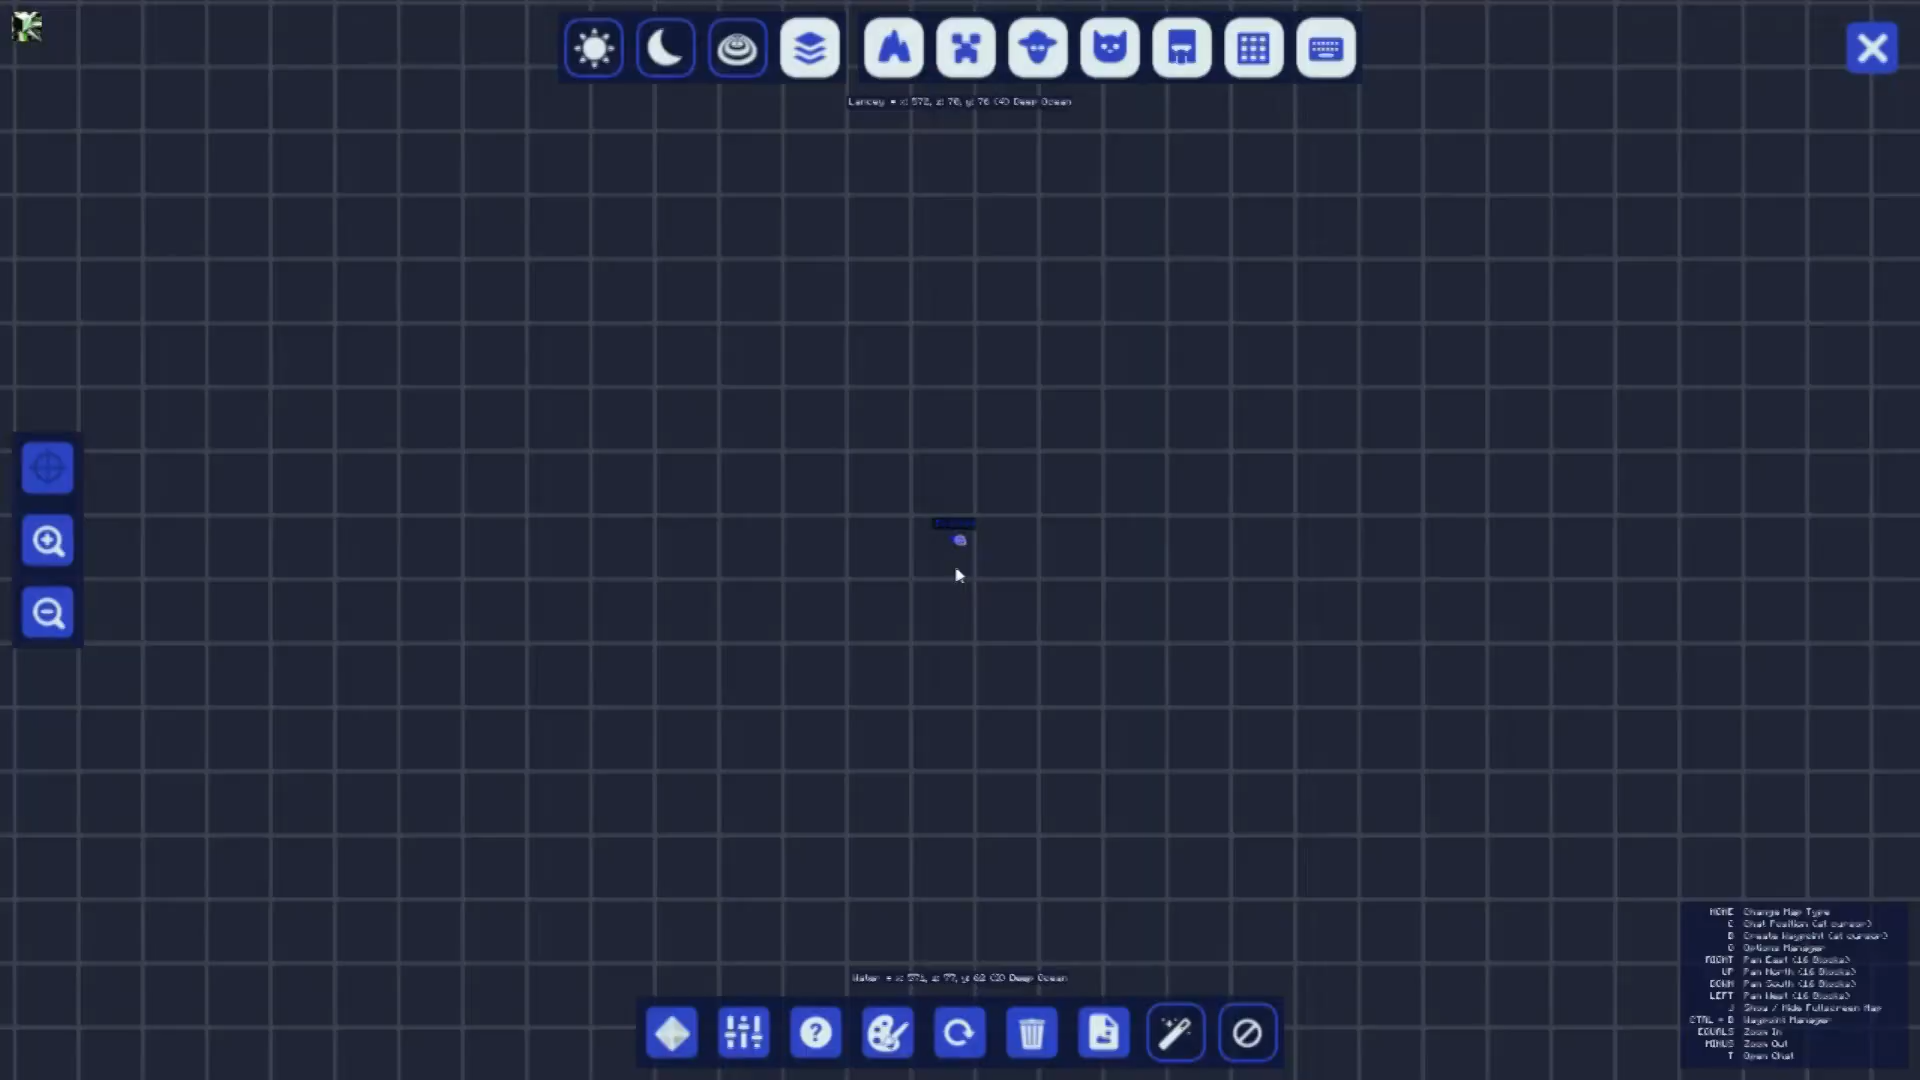 Lancey ■ x: 572, z: 76, y: 76 (4) Deep Ocean
Water ■ x: 571, z: 77, y: 62 (3) Deep Ocean
HOME Change Map Type
C Chat Position (at cursor)
B Create Waypoint (at cursor)
O Options Manager
RIGHT Pan East (16 Blocks)
UP Pan North (16 Blocks)
DOWN Pan South (16 Blocks)
LEFT Pan West (16 Blocks)
J Show / Hide Fullscreen Map
CTRL + B Waypoint Manager
EQUALS Zoom In
MINUS Zoom Out
T Open Chat